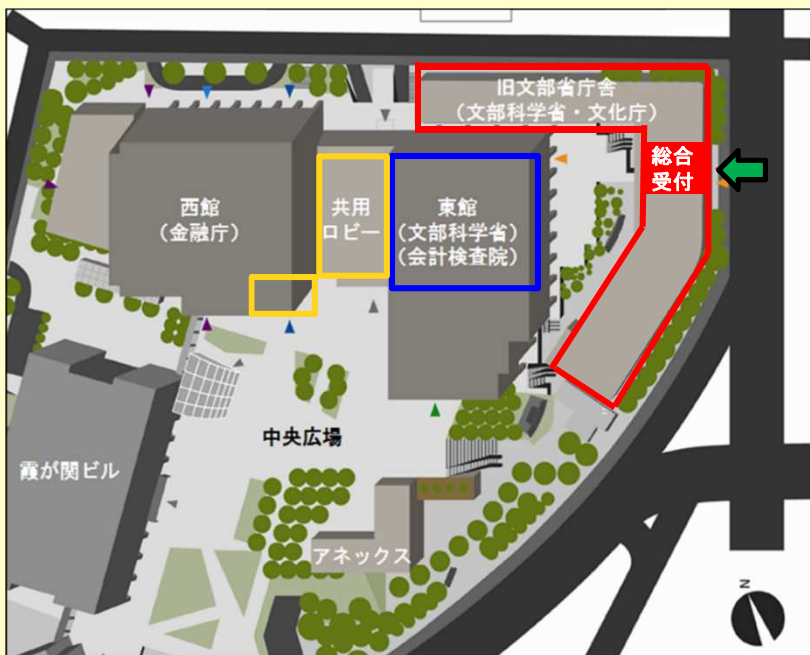 旧文部省庁舎
（文部科学省・文化庁）
総合
受付
西館
（金融庁）
共用
ロビー
東館
（文部科学省）
（会計検査院）
中央広場
霞が関ビル
アネックス
N